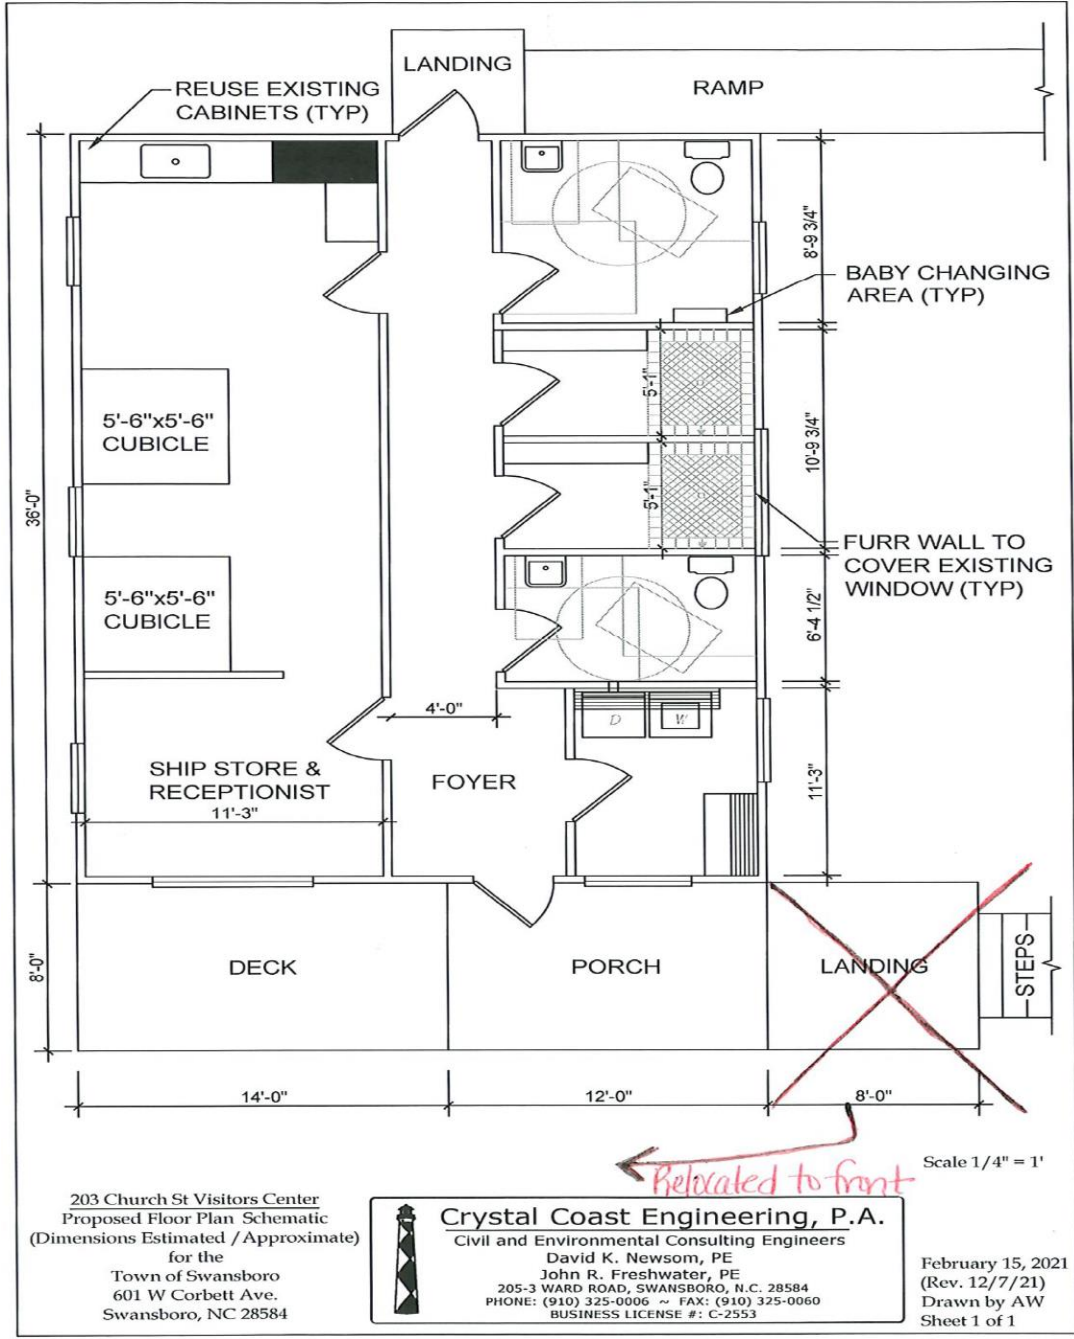 LANDING
RAMP
REUSE EXISTING
CABINETS (TYP)
8'-9 3/4"
BABY CHANGING
AREA (TYP)
5'-1"
5'-6"x5'-6"
CUBICLE
10'-9 3/4"
36'-0"
5'-1"
FURR WALL TO
COVER EXISTING
WINDOW (TYP)
5'-6"x5'-6"
CUBICLE
6'-4 1/2"
4'-0"
D
W
SHIP STORE &
RECEPTIONIST
11'-3"
FOYER
11'-3"
8'-0"
DECK
PORCH
LANDING
STEPS
14'-0"
12'-0"
8'-0"
Relocated to front
Scale 1/4" = 1'
203 Church St Visitors Center
Proposed Floor Plan Schematic
(Dimensions Estimated / Approximate)
for the
Town of Swansboro
601 W Corbett Ave.
Swansboro, NC 28584
Crystal Coast Engineering, P.A.
Civil and Environmental Consulting Engineers
David K. Newsom, PE
John R. Freshwater, PE
205-3 WARD ROAD, SWANSBORO, N.C. 28584
PHONE: (910) 325-0006 ~ FAX: (910) 325-0060
BUSINESS LICENSE #: C-2553
February 15, 2021
(Rev. 12/7/21)
Drawn by AW
Sheet 1 of 1